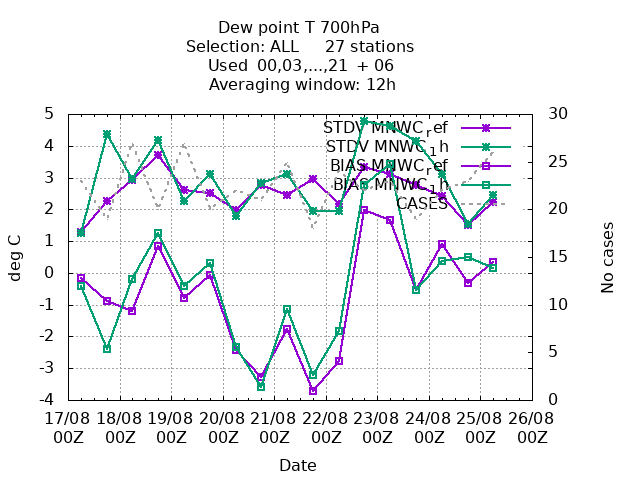 Dew point T 700hPa
Selection: ALL 27 stations
Used 00,03,...,21 + 06
Averaging window: 12h
STDV MNWC_ref
STDV MNWC_1h
BIAS MNWC_ref
BIAS MNWC_1h
CASES
5
4
3
2
1
0
-1
-2
-3
-4
deg C
30
25
20
15
10
5
0
No cases
17/08 18/08 19/08 20/08 21/08 22/08 23/08 24/08 25/08 26/08
00Z 00Z 00Z 00Z 00Z 00Z 00Z 00Z 00Z 00Z
Date